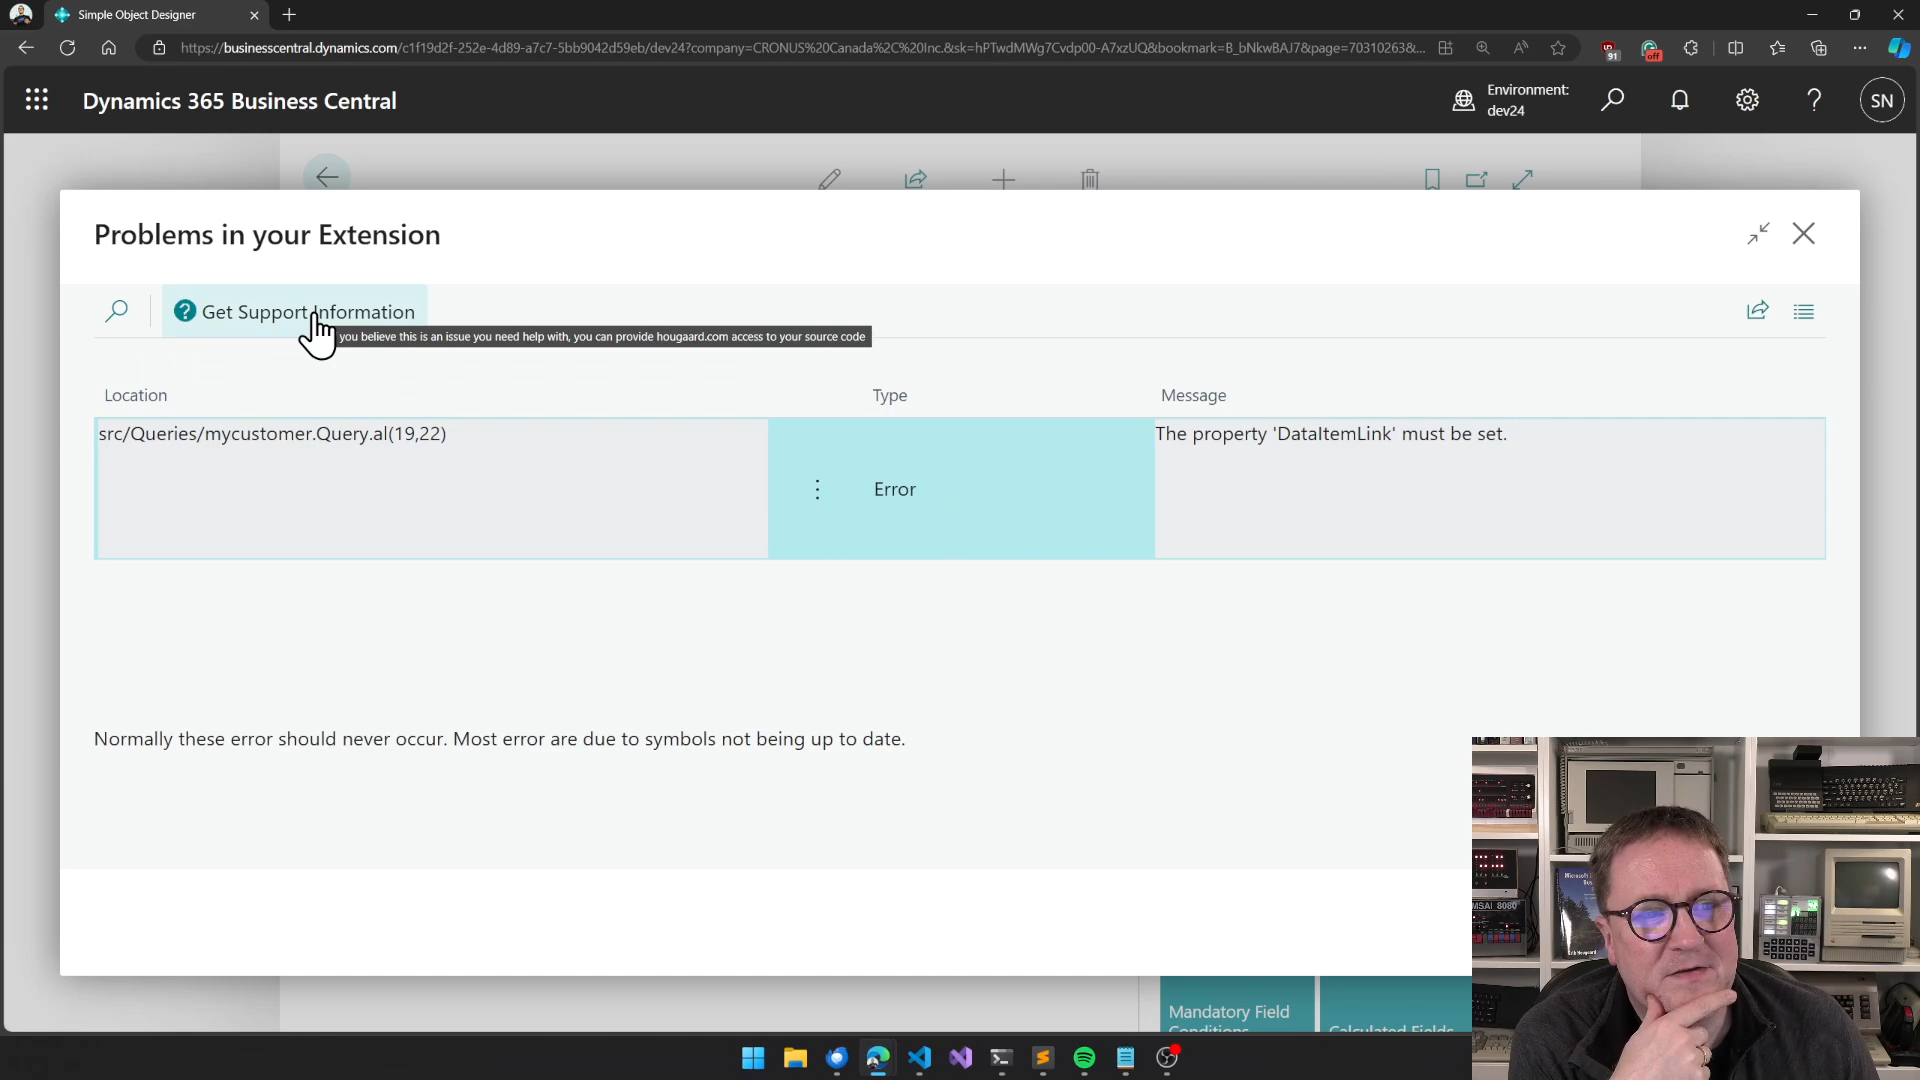 Simple Object Designer
https://businesscentral.dynamics.com/c1f19d2f-252e-4d89-a7c7-5bb9042d59eb/dev24?company=CRONUS%20Canada%2C%20Inc.&sk=hPTwdMWg7Cvdp00-A7xzUQ&bookmark=B_bNkwBAJ7&page=70310263&...
91
off
Dynamics 365 Business Central
Environment:
dev24
SN
Problems in your Extension
Get Support Information
you believe this is an issue you need help with, you can provide hougaard.com access to your source code
Location
Type
Message
src/Queries/mycustomer.Query.al(19,22)
Error
The property 'DataItemLink' must be set.
Normally these error should never occur. Most error are due to symbols not being up to date.
Mandatory Field
Conditions
Calculated Fields